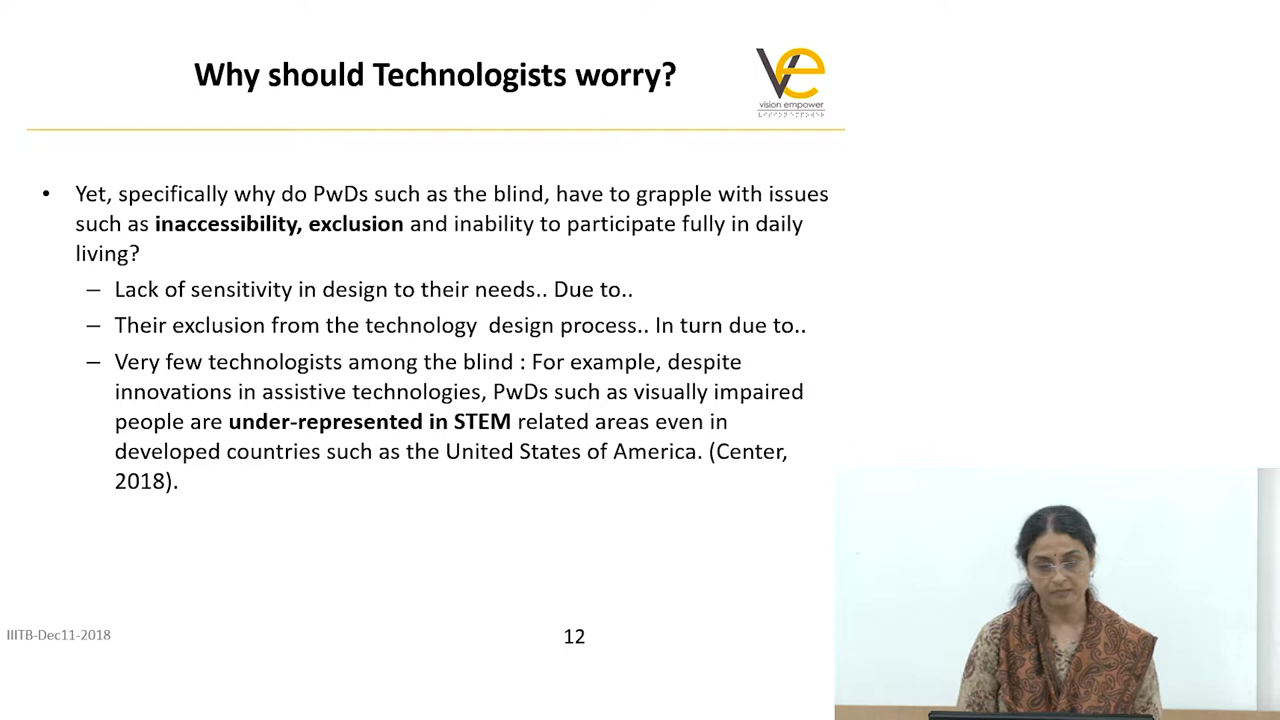 Why should Technologists worry?
ve
vision empower
• Yet, specifically why do PwDs such as the blind, have to grapple with issues
such as inaccessibility, exclusion and inability to participate fully in daily
living?
– Lack of sensitivity in design to their needs.. Due to..
– Their exclusion from the technology design process.. In turn due to..
– Very few technologists among the blind : For example, despite
innovations in assistive technologies, PwDs such as visually impaired
people are under-represented in STEM related areas even in
developed countries such as the United States of America. (Center,
2018).
IIITB-Dec11-2018
12